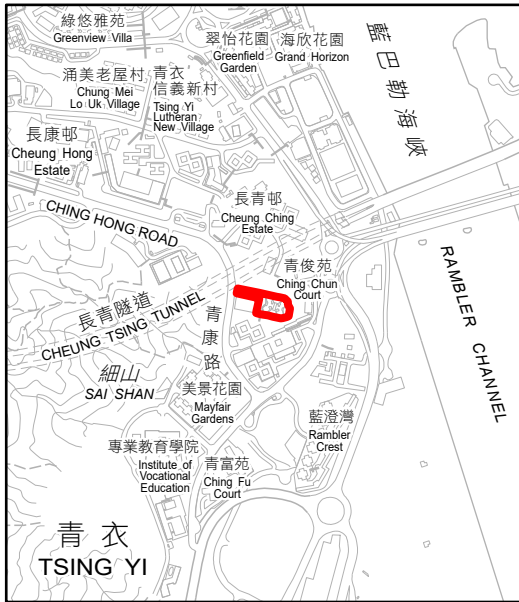 綠悠雅苑
Greenview Villa
翠怡花園
Greenfield
Garden
海欣花園
Grand Horizon
藍巴勒海峽
涌美老屋村
Chung Mei
Lo Uk Village
青衣
信義新村
Tsing Yi
Lutheran
New Village
長康邨
Cheung Hong
Estate
CHING HONG ROAD
長青邨
Cheung Ching
Estate
青俊苑
Ching Chun
Court
RAMBLER CHANNEL
長青隧道
CHEUNG TSING TUNNEL
青康路
細山
SAI SHAN
美景花園
Mayfair
Gardens
藍澄灣
Rambler
Crest
專業教育學院
Institute of
Vocational
Education
青富苑
Ching Fu
Court
青衣
TSING YI